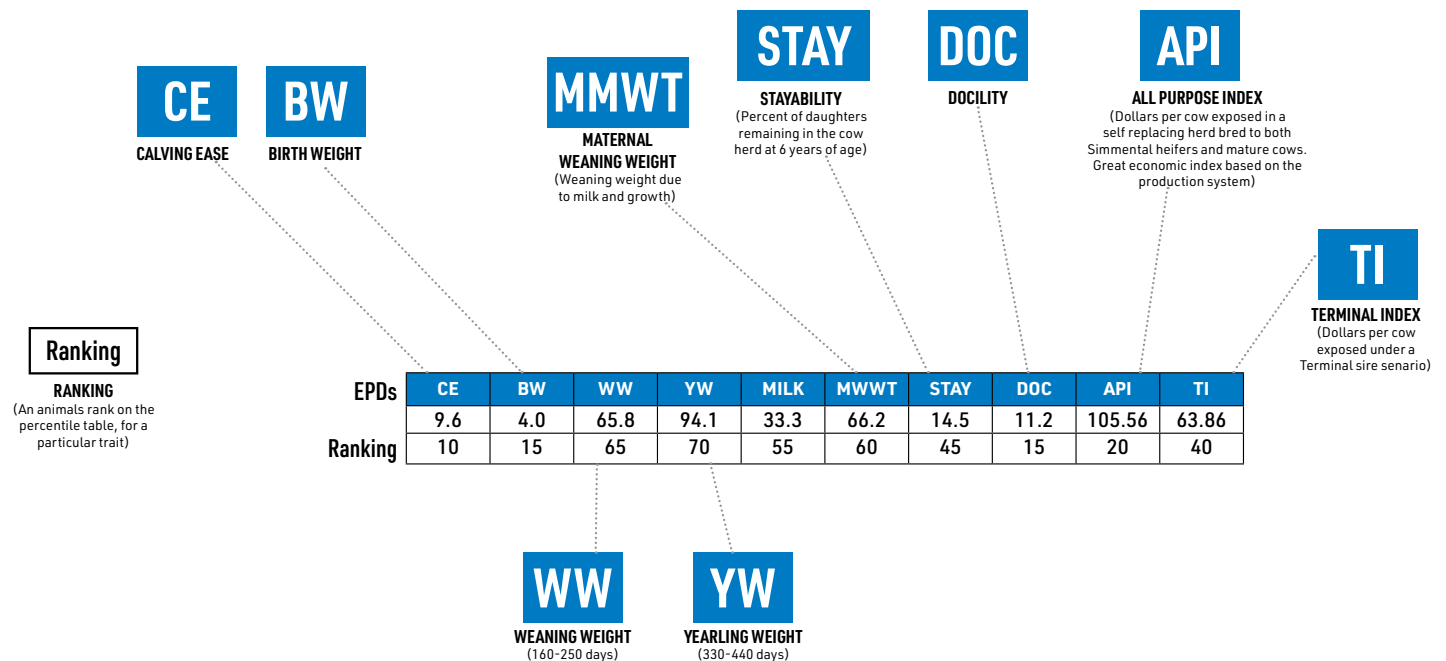 STAY
STAYABILITY
(Percent of daughters
remaining in the cow
herd at 6 years of age)
DOC
DOCILITY
API
ALL PURPOSE INDEX
(Dollars per cow exposed in a
self replacing herd bred to both
Simmental heifers and mature cows.
Great economic index based on the
production system)
CE
CALVING EASE
BW
BIRTH WEIGHT
MMWT
MATERNAL
WEANING WEIGHT
(Weaning weight due
to milk and growth)
TI
TERMINAL INDEX
(Dollars per cow
exposed under a
Terminal sire senario)
Ranking
RANKING
(An animals rank on the
percentile table, for a
particular trait)
EPDs CE BW WW YW MILK MWWT STAY DOC API TI
9.6 4.0 65.8 94.1 33.3 66.2 14.5 11.2 105.56 63.86
Ranking 10 15 65 70 55 60 45 15 20 40
WW
WEANING WEIGHT
(160-250 days)
YW
YEARLING WEIGHT
(330-440 days)